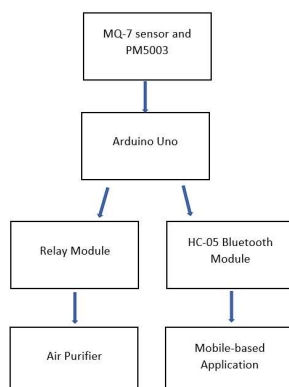 MQ-7 sensor and
PM5003
Arduino Uno
Relay Module
HC-05 Bluetooth
Module
Air Purifier
Mobile-based
Application